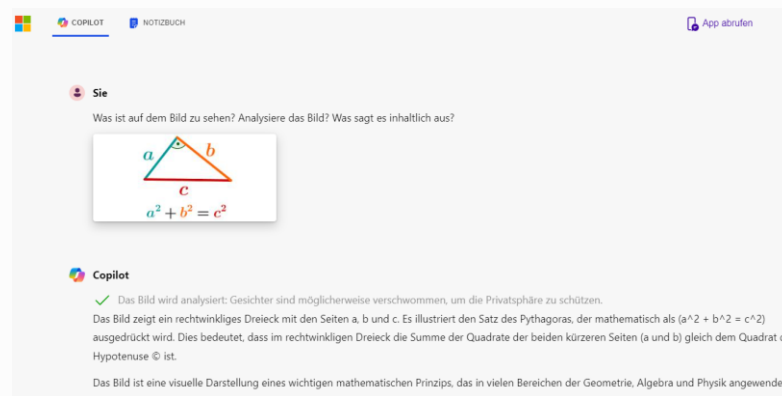 COPILOT NOTIZBUCH App abrufen
Sie
Was ist auf dem Bild zu sehen? Analysiere das Bild? Was sagt es inhaltlich aus?
a b
c
a² + b² = c²
Copilot
Das Bild wird analysiert: Gesichter sind möglicherweise verschwommen, um die Privatsphäre zu schützen.
Das Bild zeigt ein rechtwinkliges Dreieck mit den Seiten a, b und c. Es illustriert den Satz des Pythagoras, der mathematisch als (a^2 + b^2 = c^2)
ausgedrückt wird. Dies bedeutet, dass im rechtwinkligen Dreieck die Summe der Quadrate der beiden kürzeren Seiten (a und b) gleich dem Quadrat
Hypotenuse © ist.
Das Bild ist eine visuelle Darstellung eines wichtigen mathematischen Prinzips, das in vielen Bereichen der Geometrie, Algebra und Physik angewende